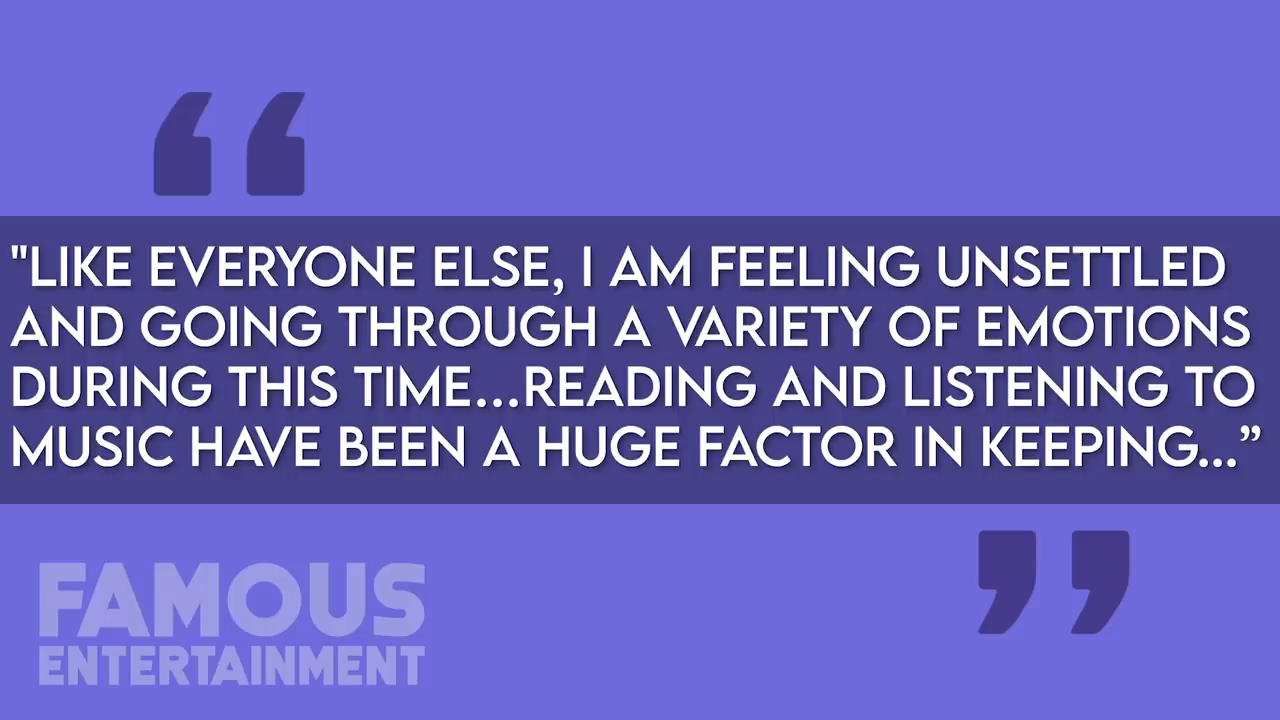 "LIKE EVERYONE ELSE, I AM FEELING UNSETTLED
AND GOING THROUGH A VARIETY OF EMOTIONS
DURING THIS TIME...READING AND LISTENING TO
MUSIC HAVE BEEN A HUGE FACTOR IN KEEPING...”
FAMOUS
ENTERTAINMENT